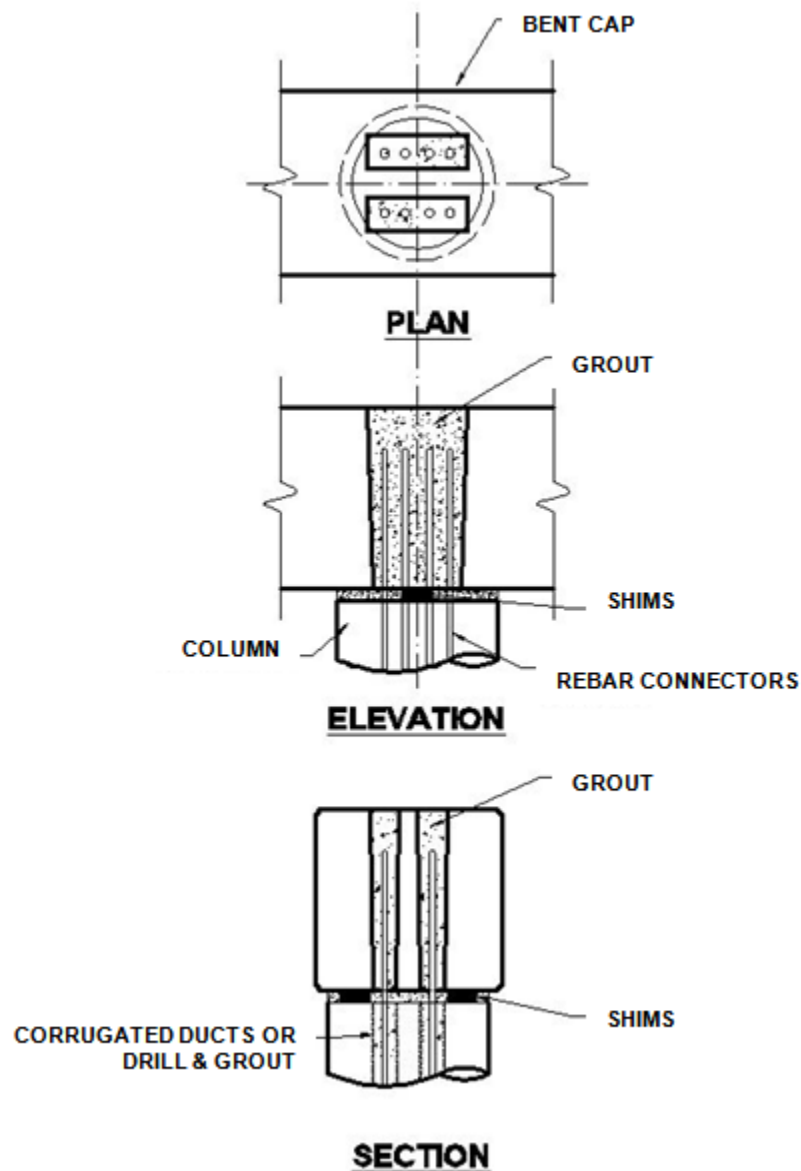 BENT CAP
PLAN
GROUT
SHIMS
COLUMN
REBAR CONNECTORS
ELEVATION
GROUT
SHIMS
CORRUGATED DUCTS OR
DRILL & GROUT
SECTION